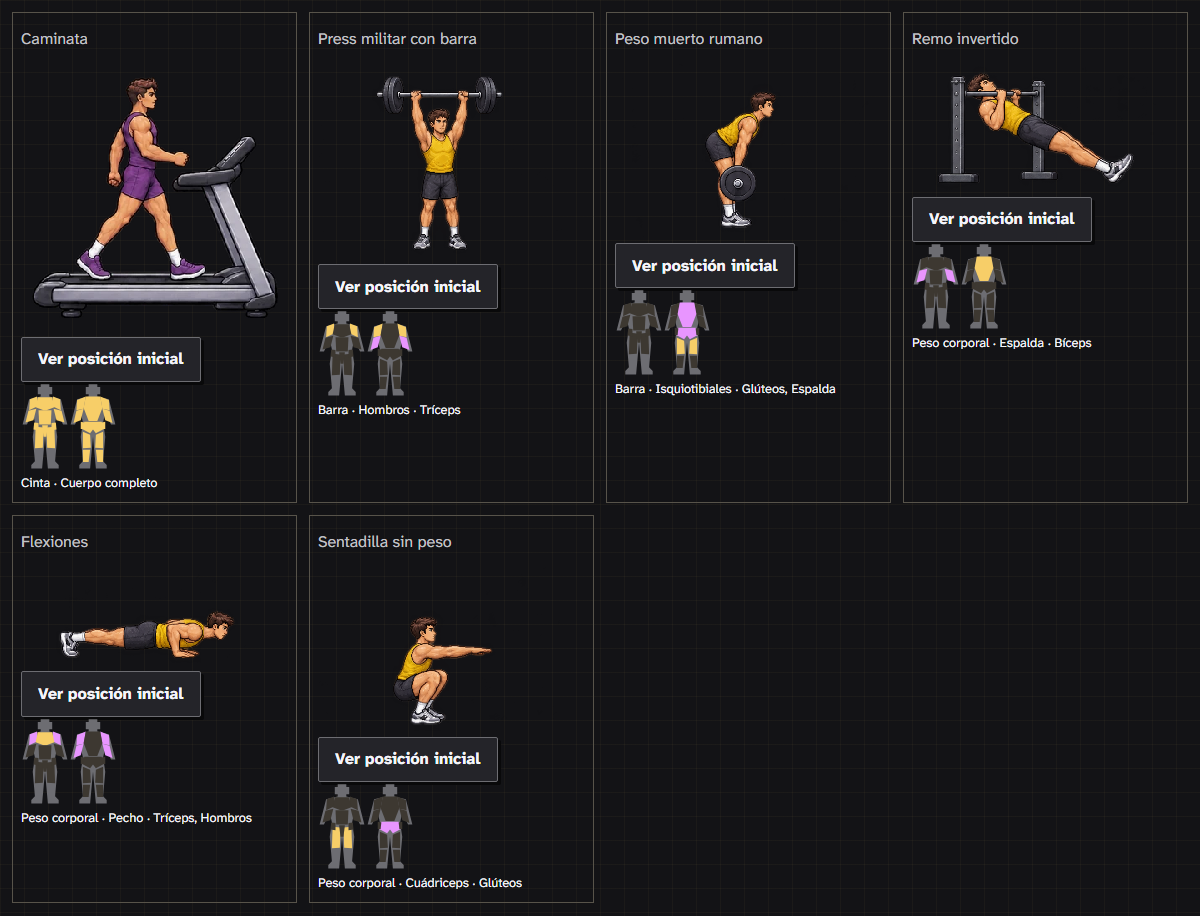 Caminata
Ver posición inicial
Cinta · Cuerpo completo
Press militar con barra
Ver posición inicial
Barra · Hombros · Tríceps
Peso muerto rumano
Ver posición inicial
Barra · Isquiotibiales · Glúteos, Espalda
Remo invertido
Ver posición inicial
Peso corporal · Espalda · Bíceps
Flexiones
Ver posición inicial
Peso corporal · Pecho · Tríceps, Hombros
Sentadilla sin peso
Ver posición inicial
Peso corporal · Cuádriceps · Glúteos